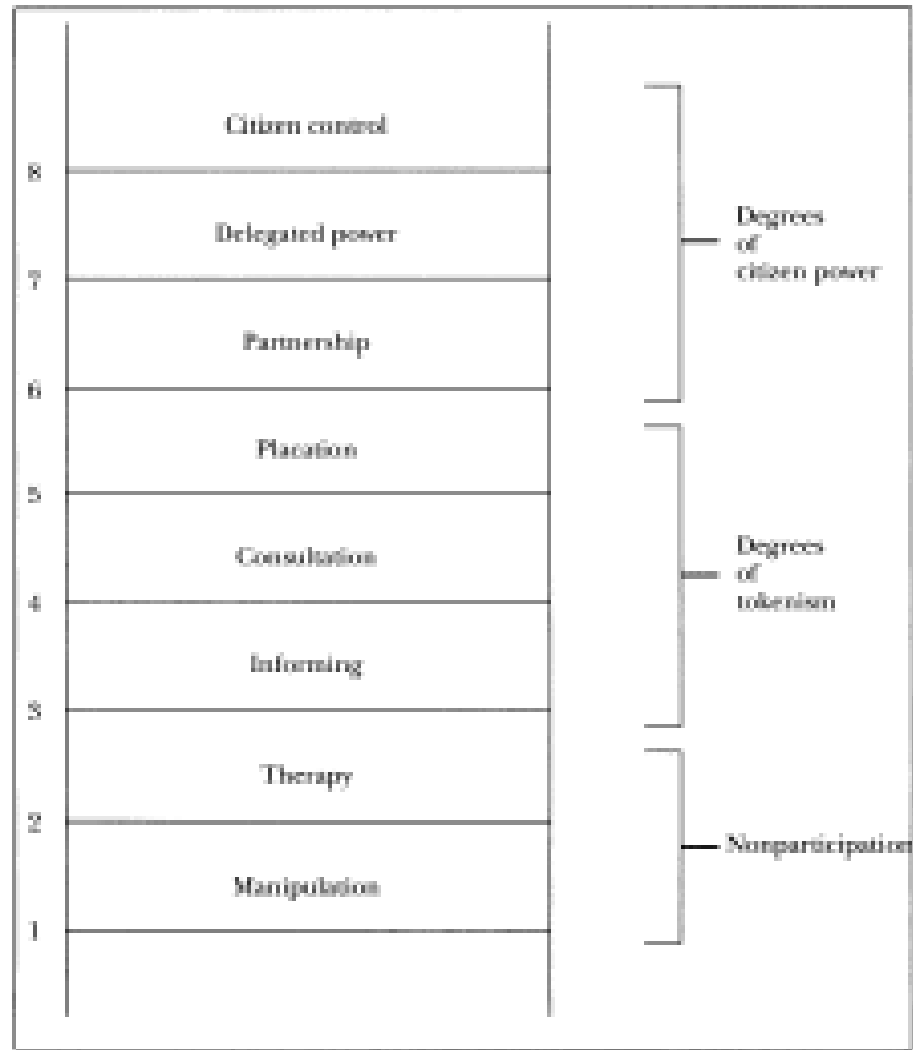 Citizen control
8
Delegated power
7
Partnership
6
Placation
5
Consultation
4
Informing
3
Therapy
2
Manipulation
1
Degrees
of
citizen power
Degrees
of
tokenism
Nonparticipation